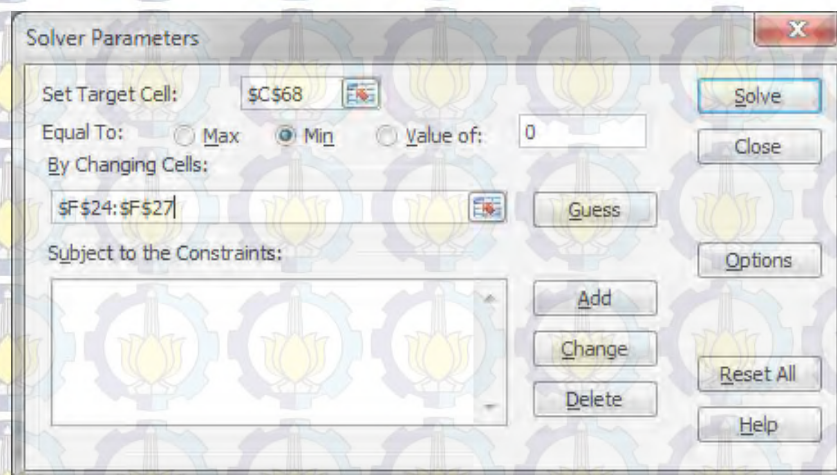 Solver Parameters
Set Target Cell: $C$68 Solve
Equal To: Max Min Value of: 0 Close
By Changing Cells:
$F$24:$F$27 Guess
Subject to the Constraints: Options
Add
Change
Reset All
Delete
Help